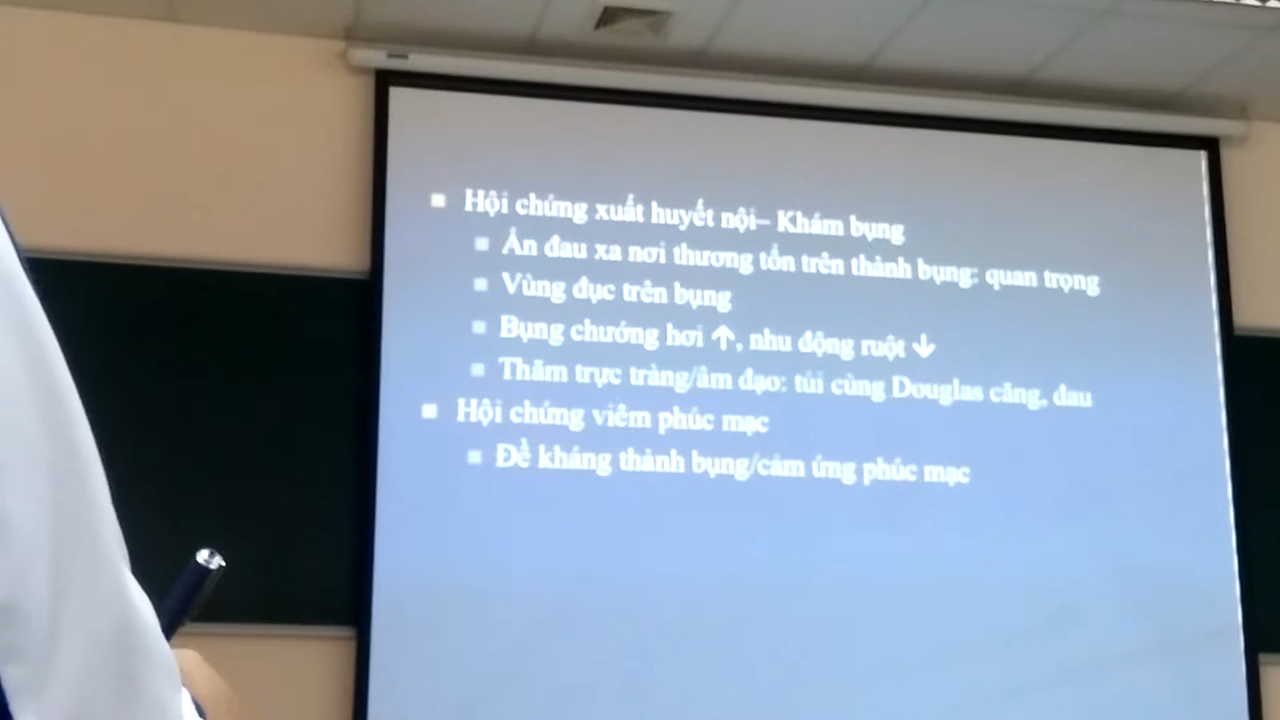 Hội chứng xuất huyết nội– Khám bụng
Ấn đau xa nơi thương tổn trên thành bụng: quan trọng
Vùng đục trên bụng
Bụng chướng hơi ↑, nhu động ruột ↓
Thăm trực tràng/âm đạo: túi cùng Douglas căng, đau
Hội chứng viêm phúc mạc
Đề kháng thành bụng/cảm ứng phúc mạc